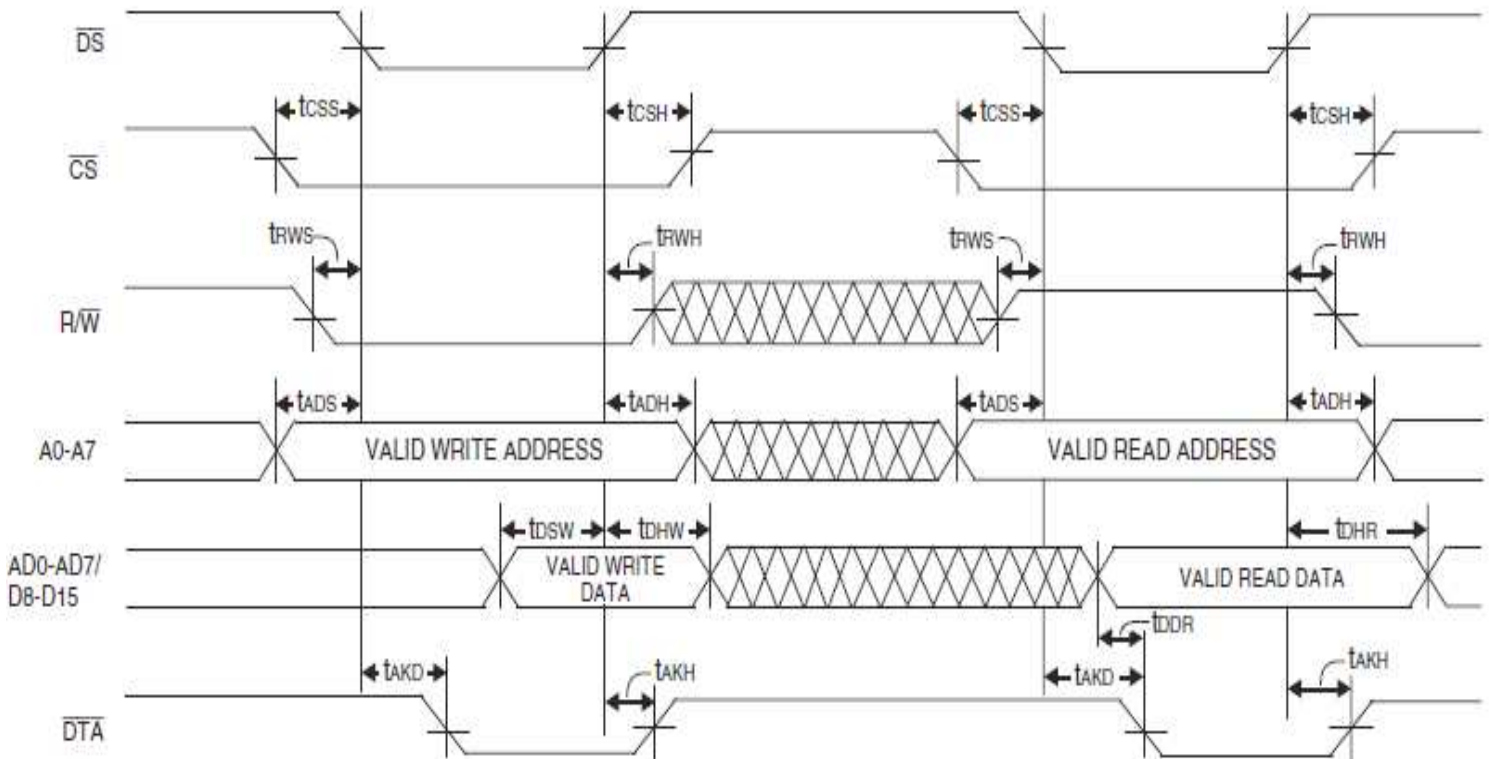 DS
tCSS tCSH tCSS tCSH
CS
tRWS tRWH tRWS tRWH
R/W
tADS tADH tADS tADH
A0-A7 VALID WRITE ADDRESS VALID READ ADDRESS
tDSW tDHW tDHR
AD0-AD7/
D8-D15
VALID WRITE
DATA
VALID READ DATA
tDDR
tAKD tAKH tAKD tAKH
DTA